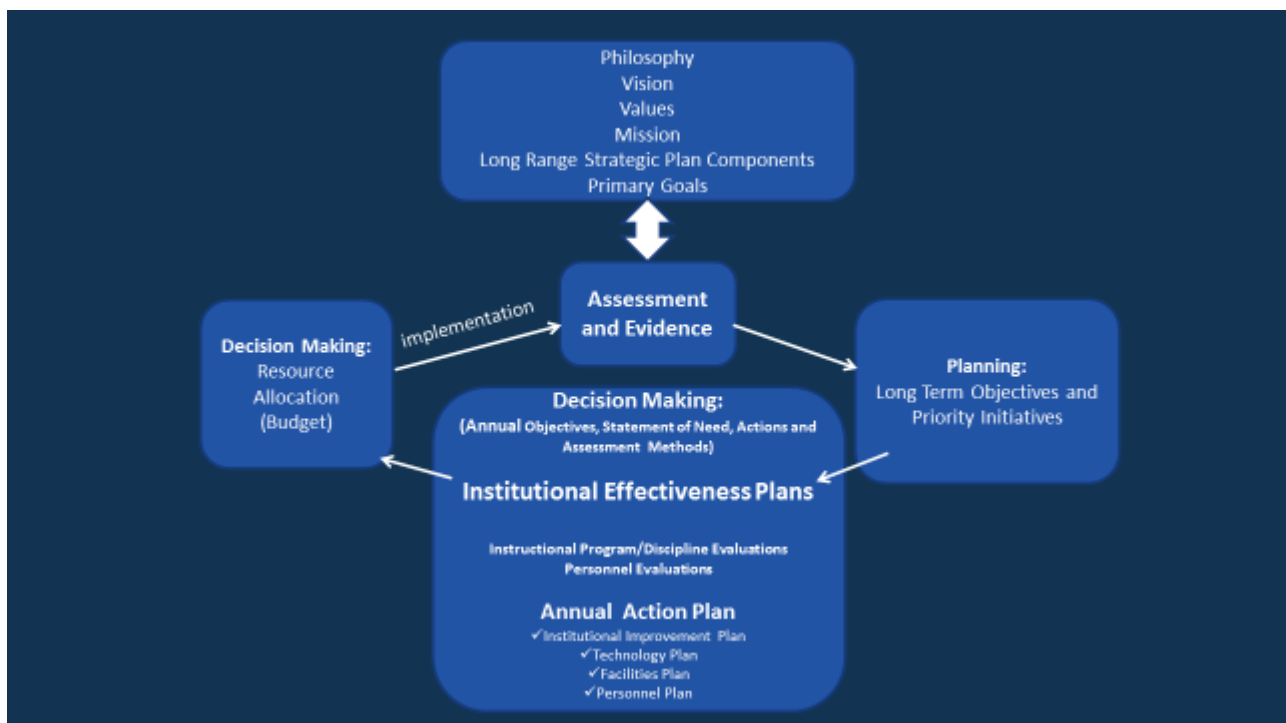 Philosophy
Vision
Values
Mission
Long Range Strategic Plan Components
Primary Goals
Assessment
and Evidence
implementation
Decision Making:
Resource
Allocation
(Budget)
Planning:
Long Term Objectives and
Priority Initiatives
Decision Making:
(Annual Objectives, Statement of Need, Actions and
Assessment Methods)
Institutional Effectiveness Plans
Instructional Program/Discipline Evaluations
Personnel Evaluations
Annual Action Plan
✓Institutional Improvement Plan
✓Technology Plan
✓Facilities Plan
✓Personnel Plan